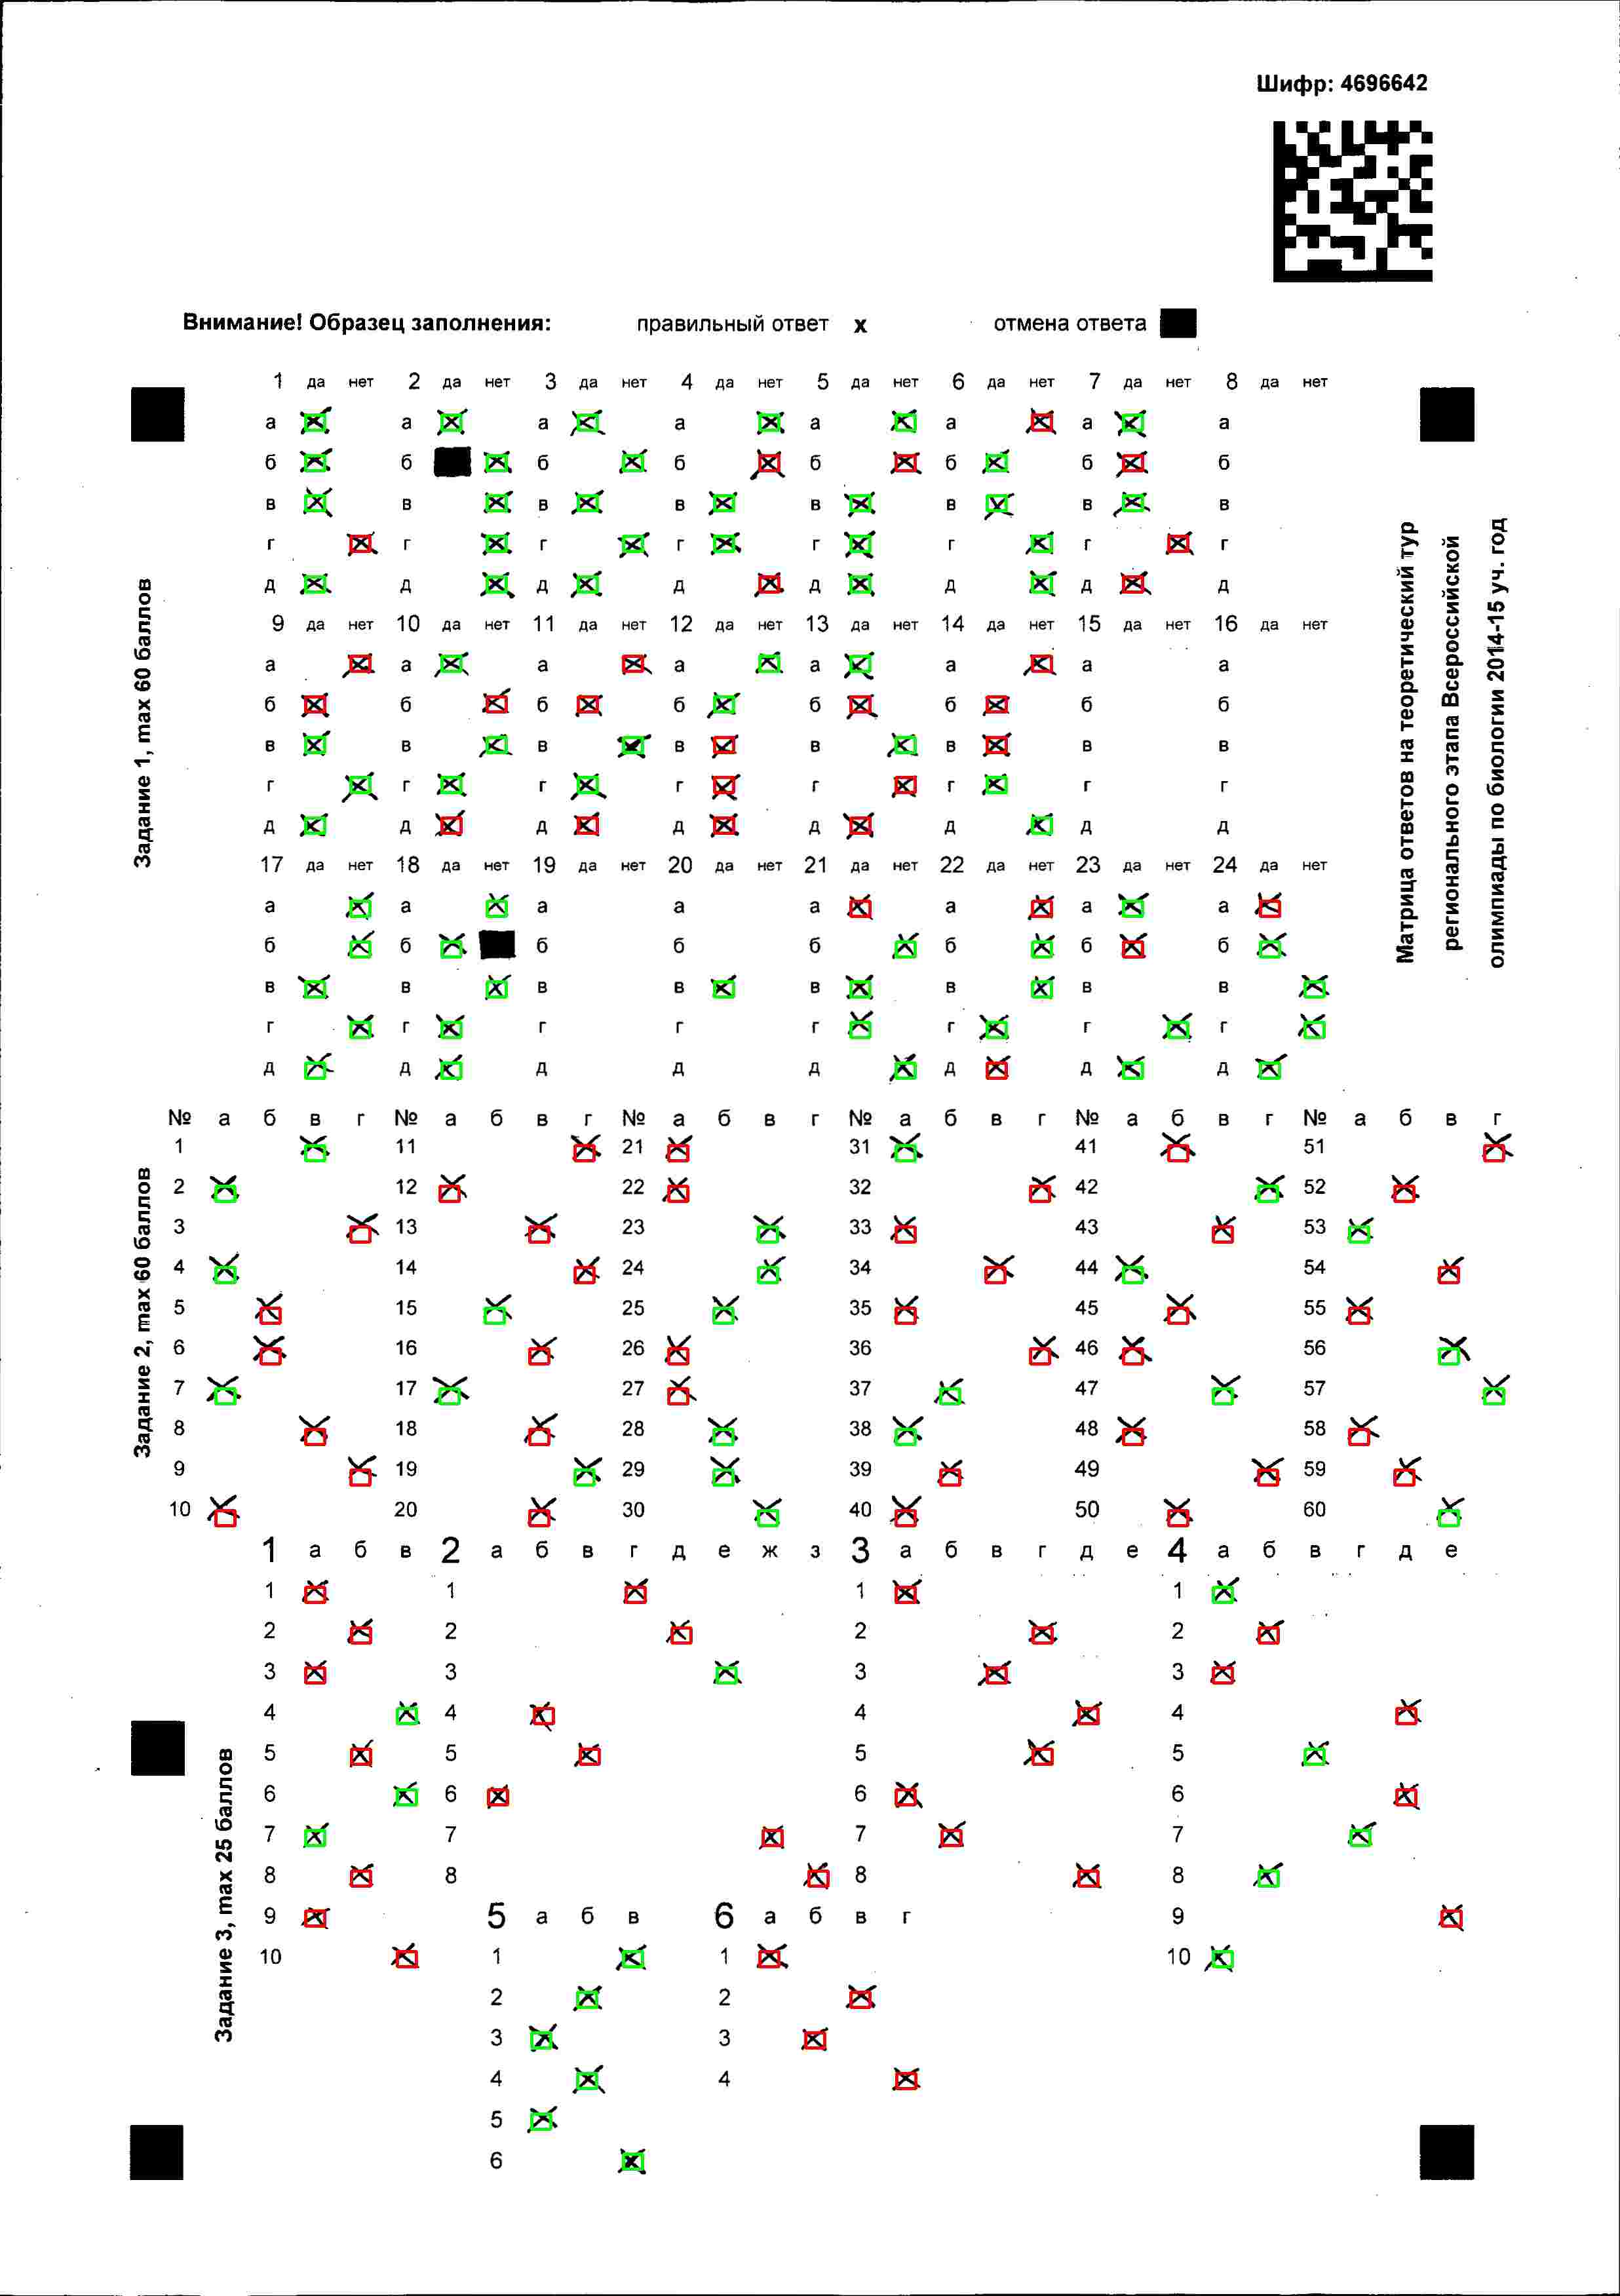 Шифр: 4696642
Внимание! Образец заполнения: правильный ответ х отмена ответа
1 да нет 2 да нет 3 да нет 4 да нет 5 да нет 6 да нет 7 да нет 8 да нет
а а а а а а а а
б б б б б б б б
в в в в в в в в
г г г г г г г г
д д д д д д д д
9 да нет 10 да нет 11 да нет 12 да нет 13 да нет 14 да нет 15 да нет 16 да нет
а а а а а а а а
б б б б б б б б
в в в в в в в в
г г г г г г г г
д д д д д д д д
17 да нет 18 да нет 19 да нет 20 да нет 21 да нет 22 да нет 23 да нет 24 да нет
а а а а а а а а
б б б б б б б б
в в в в в в в в
г г г г г г г г
д д д д д д д д
Задание 1, max 60 баллов
Матрица ответов на теоретический тур
регионального этапа Всероссийской
олимпиады по биологии 2014-15 уч. год
№ а б в г № а б в г № а б в г № а б в г № а б в г № а б в г
1 11 21 31 41 51
2 12 22 32 42 52
3 13 23 33 43 53
4 14 24 34 44 54
5 15 25 35 45 55
6 16 26 36 46 56
7 17 27 37 47 57
8 18 28 38 48 58
9 19 29 39 49 59
10 20 30 40 50 60
Задание 2, max 60 баллов
1 а б в 2 а б в г д е ж з 3 а б в г д е 4 а б в г д е
1 1 1 1
2 2 2 2
3 3 3 3
4 4 4 4
5 5 5 5
6 6 6 6
7 7 7 7
8 8 8 8
9 5 а б в 6 а б в г 9
10 1 1 10
2 2
3 3
4 4
5
6
Задание 3, max 25 баллов